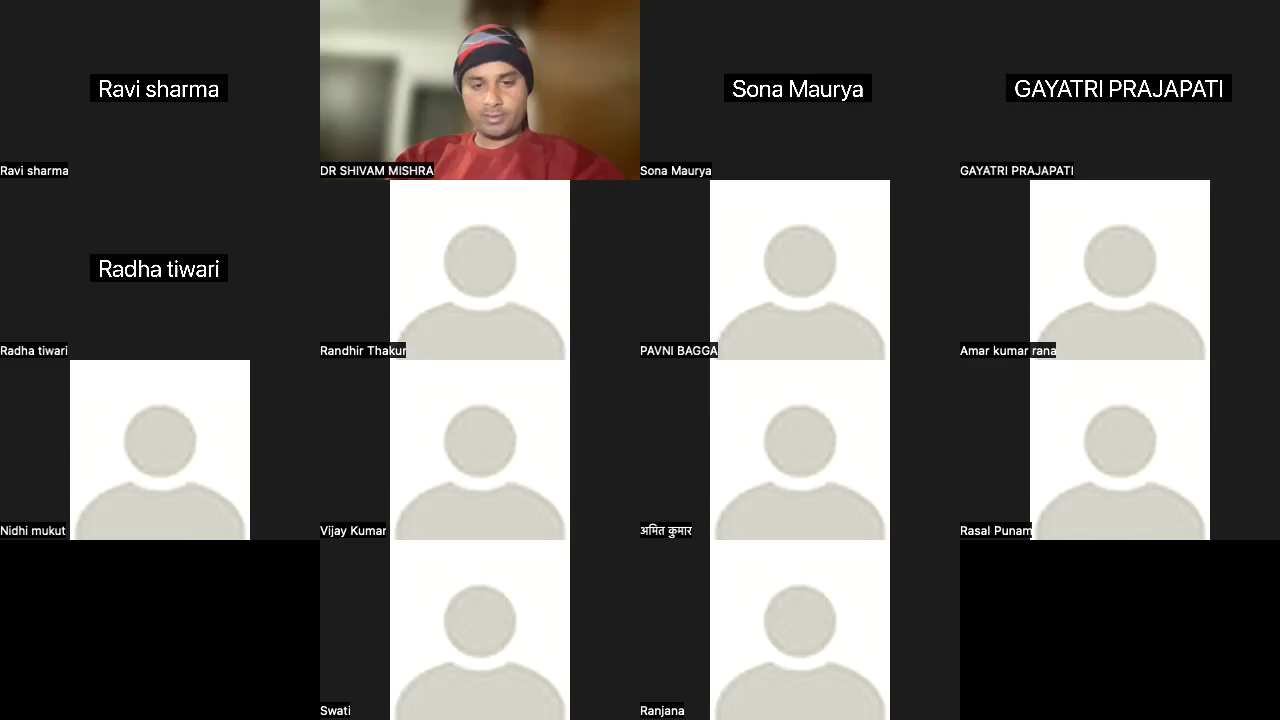 Ravi sharma
Ravi sharma
DR SHIVAM MISHRA
Sona Maurya
Sona Maurya
GAYATRI PRAJAPATI
GAYATRI PRAJAPATI
Radha tiwari
Radha tiwari
Randhir Thakur
PAVNI BAGGA
Amar kumar rana
Nidhi mukut
Vijay Kumar
अमित कुमार
Rasal Punam
Swati
Ranjana